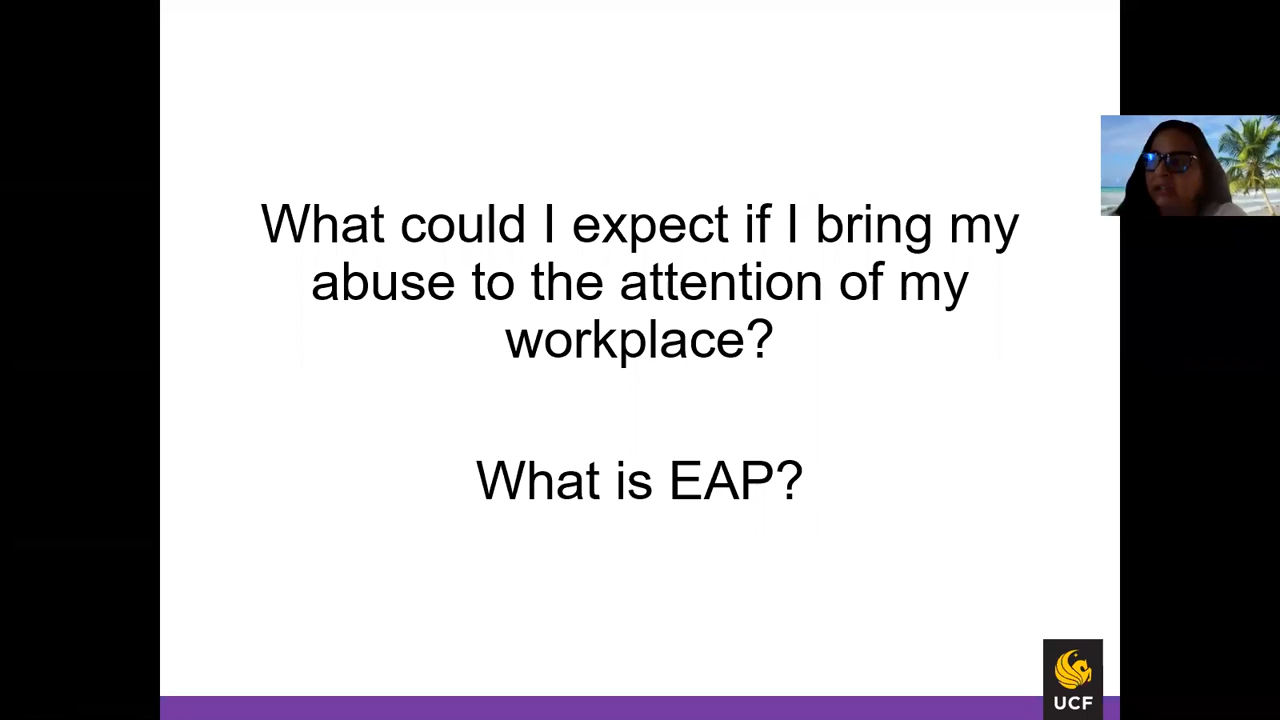 What could I expect if I bring my
abuse to the attention of my
workplace?
What is EAP?
UCF